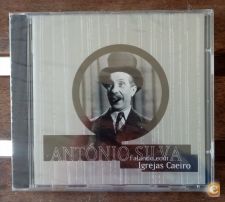 ANTÓNIO SILVA
Falando com
Igrejas Caeiro